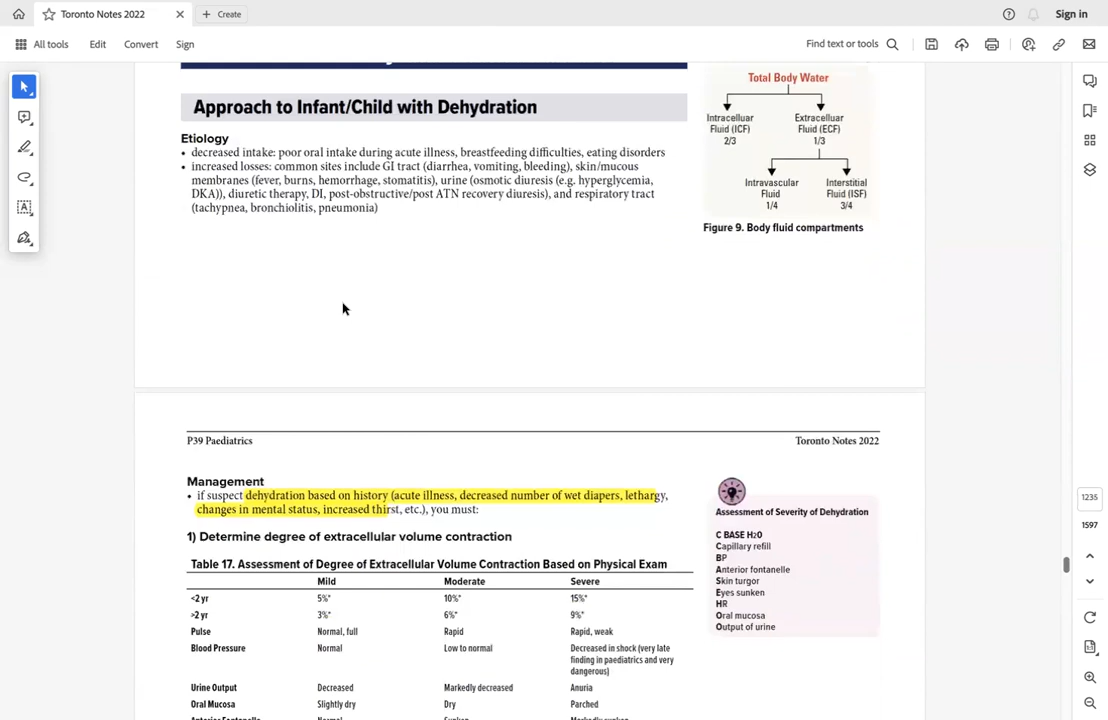 Toronto Notes 2022
Create
Sign in
All tools
Edit
Convert
Sign
Find text or tools
Approach to Infant/Child with Dehydration
Etiology
• decreased intake: poor oral intake during acute illness, breastfeeding difficulties, eating disorders
• increased losses: common sites include GI tract (diarrhea, vomiting, bleeding), skin/mucous
membranes (fever, burns, hemorrhage, stomatitis), urine (osmotic diuresis (e.g. hyperglycemia,
DKA)), diuretic therapy, DI, post-obstructive/post ATN recovery diuresis), and respiratory tract
(tachypnea, bronchiolitis, pneumonia)
Total Body Water
Intracelluar
Fluid (ICF)
2/3
Extracelluar
Fluid (ECF)
1/3
Intravascular
Fluid
1/4
Interstitial
Fluid (ISF)
3/4
Figure 9. Body fluid compartments
P39 Paediatrics
Toronto Notes 2022
Management
• if suspect dehydration based on history (acute illness, decreased number of wet diapers, lethargy,
changes in mental status, increased thirst, etc.), you must:
1) Determine degree of extracellular volume contraction
Table 17. Assessment of Degree of Extracellular Volume Contraction Based on Physical Exam
Mild Moderate Severe
<2 yr 5%* 10%* 15%*
>2 yr 3%* 6%* 9%*
Pulse Normal, full Rapid Rapid, weak
Blood Pressure Normal Low to normal Decreased in shock (very late
finding in paediatrics and very
dangerous)
Urine Output Decreased Markedly decreased Anuria
Oral Mucosa Slightly dry Dry Parched
Anterior Fontanelle Normal Sunken Markedly sunken
Assessment of Severity of Dehydration
C BASE H2O
Capillary refill
BP
Anterior fontanelle
Skin turgor
Eyes sunken
HR
Oral mucosa
Output of urine
1235
1597